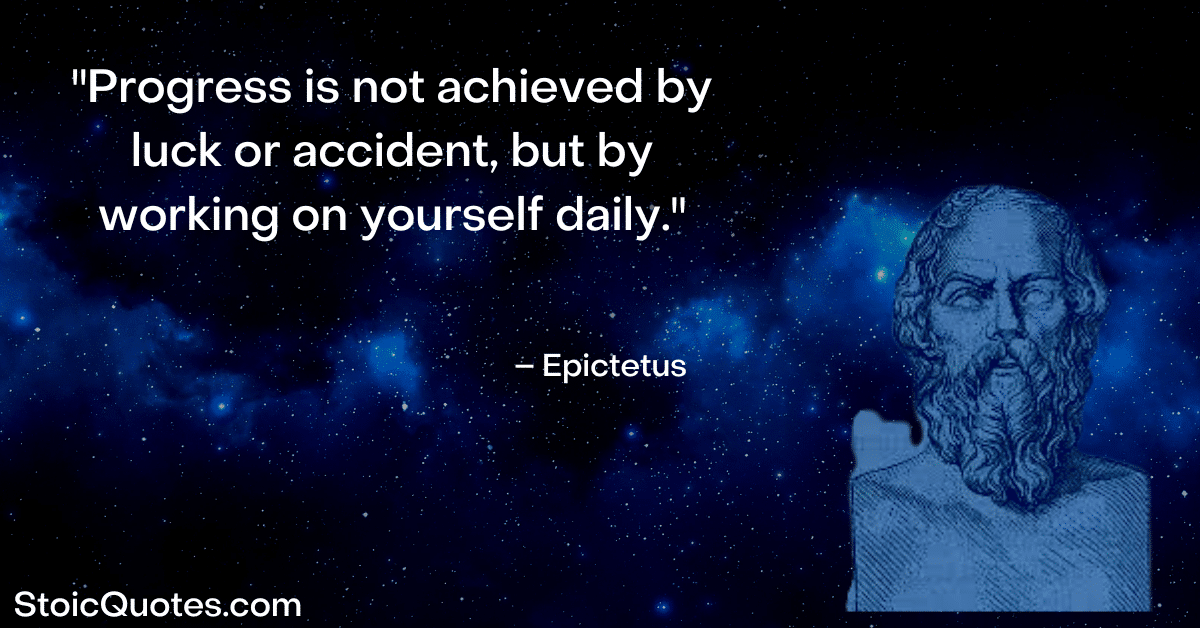 "Progress is not achieved by
luck or accident, but by
working on yourself daily."
– Epictetus
StoicQuotes.com